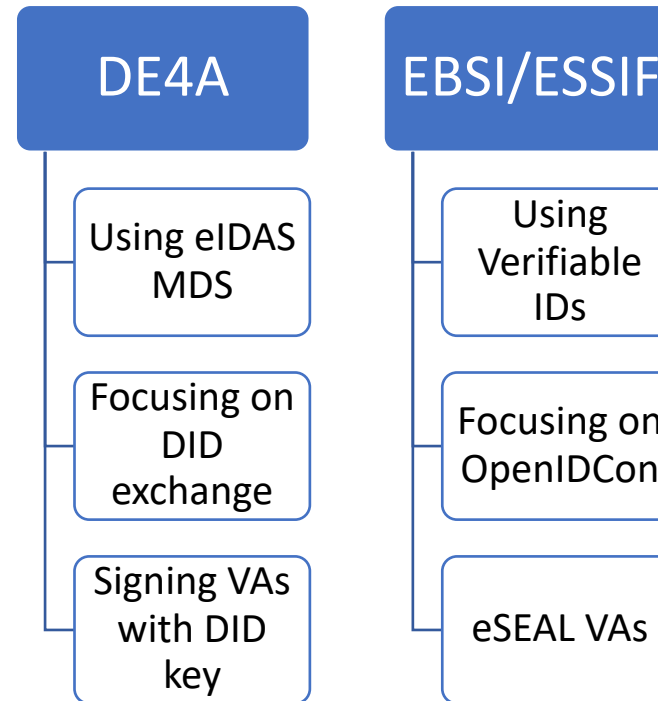 DE4A
Using eIDAS
MDS
Focusing on
DID
exchange
Signing VAs
with DID
key
EBSI/ESSIF
Using
Verifiable
IDs
Focusing on
OpenIDCon
eSEAL VAs